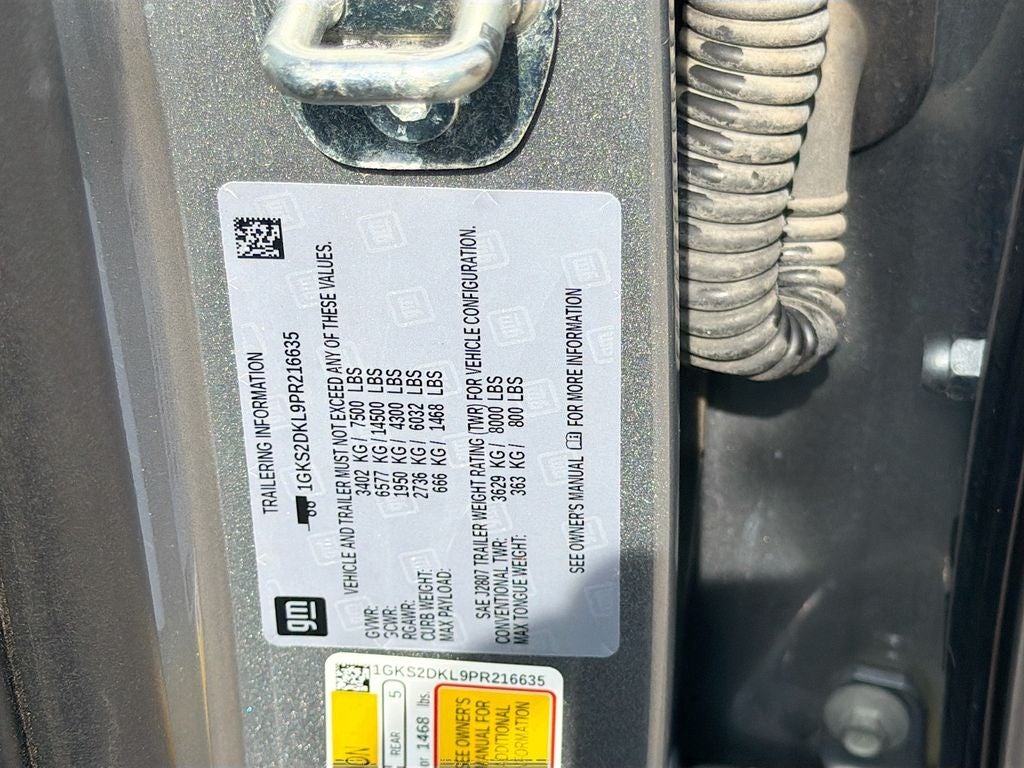 gm
TRAILERING INFORMATION
1GKS2DKL9PR216635
VEHICLE AND TRAILER MUST NOT EXCEED ANY OF THESE VALUES.
GVWR: 3402 KG / 7500 LBS
GCWR: 6577 KG / 14500 LBS
RGAWR: 1950 KG / 4300 LBS
CURB WEIGHT: 2736 KG / 6032 LBS
MAX PAYLOAD: 666 KG / 1468 LBS
SAE J2807 TRAILER WEIGHT RATING (TWR) FOR VEHICLE CONFIGURATION.
CONVENTIONAL TWR: 3629 KG / 8000 LBS
MAX TONGUE WEIGHT: 363 KG / 800 LBS
SEE OWNER'S MANUAL FOR MORE INFORMATION
1GKS2DKL9PR216635
REAR 5
or 1468 lbs.
SEE OWNER'S
MANUAL FOR
ADDITIONAL
INFORMATION